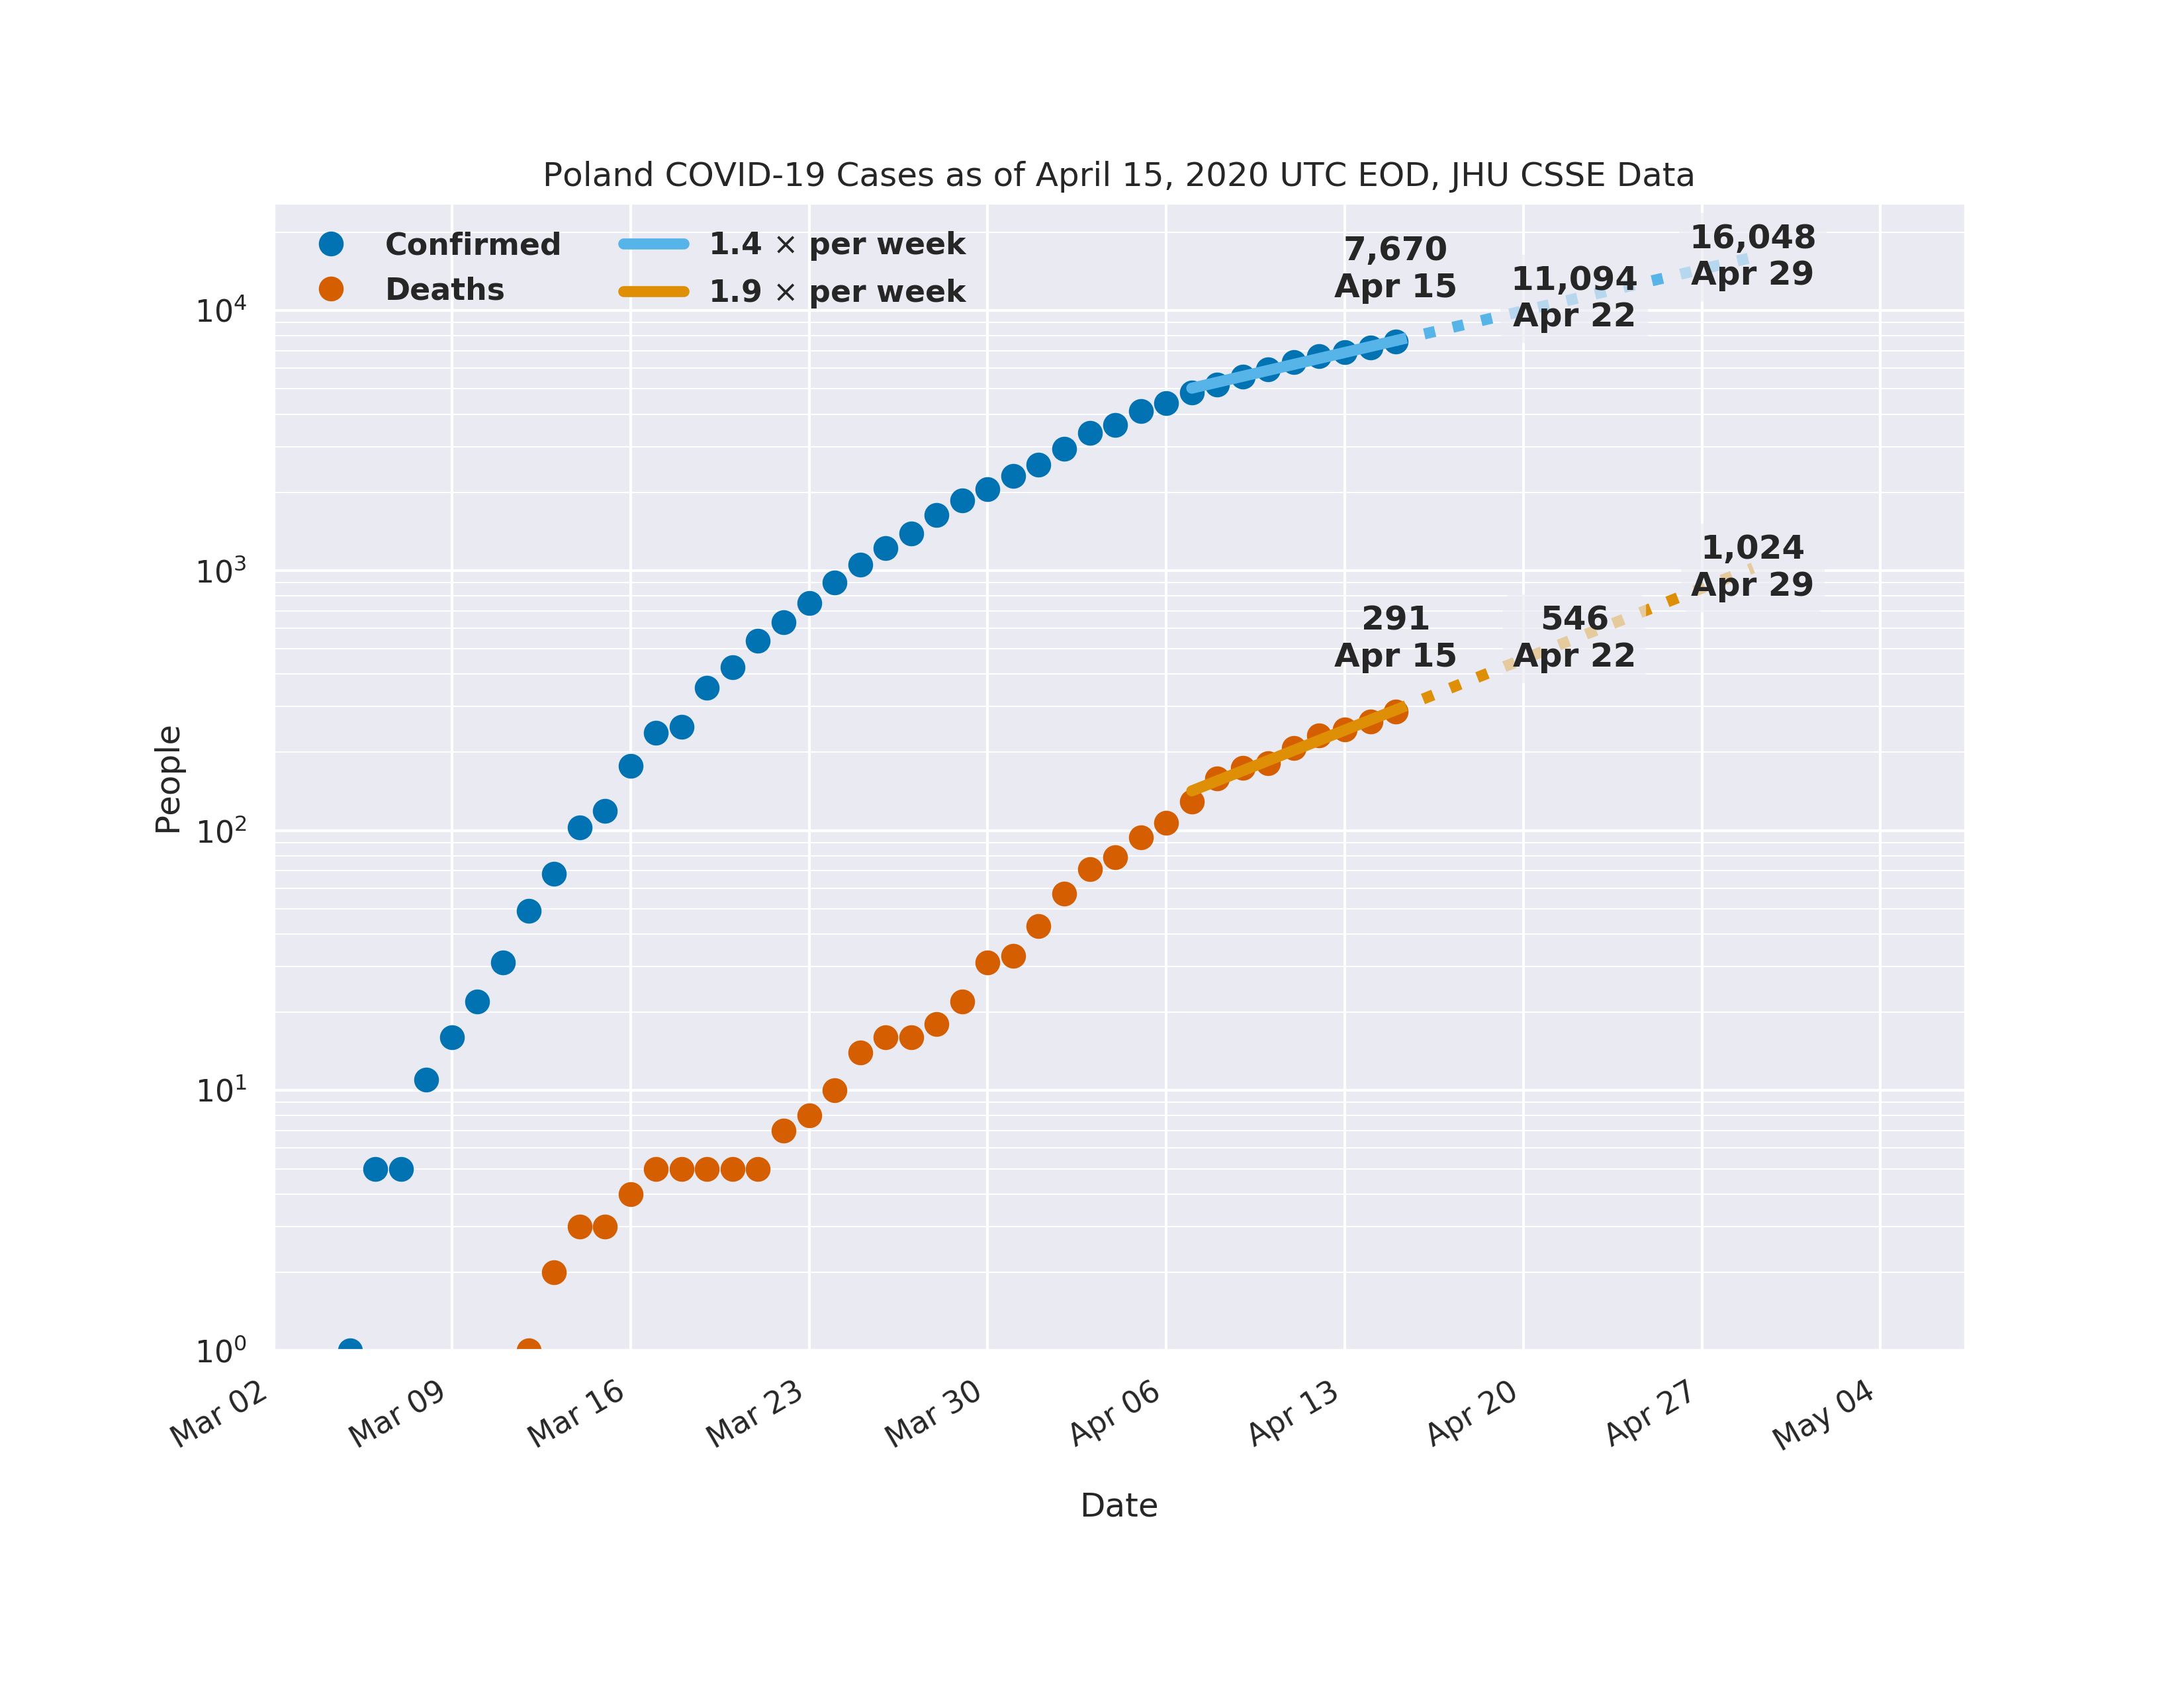 Poland COVID-19 Cases as of April 15, 2020 UTC EOD, JHU CSSE Data
Confirmed
Deaths
1.4 × per week
1.9 × per week
7,670
Apr 15
11,094
Apr 22
16,048
Apr 29
291
Apr 15
546
Apr 22
1,024
Apr 29
People
10⁴
10³
10²
10¹
10⁰
Mar 02
Mar 09
Mar 16
Mar 23
Mar 30
Apr 06
Apr 13
Apr 20
Apr 27
May 04
Date